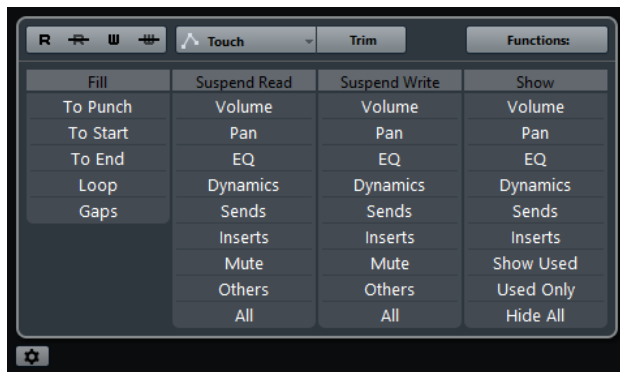 R R W W Touch Trim Functions:
Fill Suspend Read Suspend Write Show
To Punch Volume Volume Volume
To Start Pan Pan Pan
To End EQ EQ EQ
Loop Dynamics Dynamics Dynamics
Gaps Sends Sends Sends
Inserts Inserts Inserts
Mute Mute Show Used
Others Others Used Only
All All Hide All